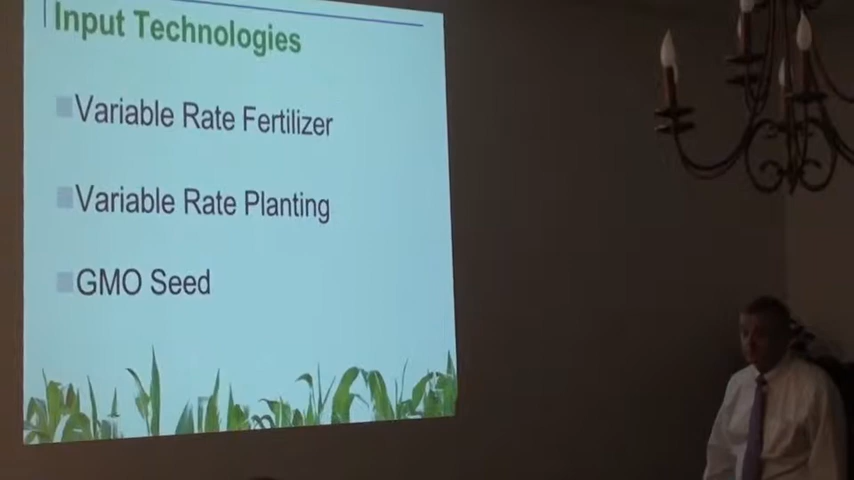 Input Technologies
Variable Rate Fertilizer
Variable Rate Planting
GMO Seed